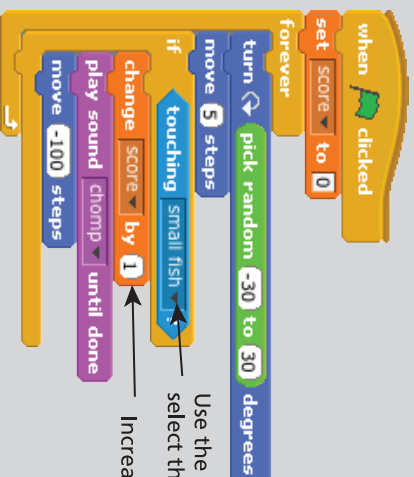 when clicked
set score to 0
forever
turn pick random -30 to 30 degrees
move 5 steps
if touching small fish ?
change score by 1
play sound chomp until done
move -100 steps
Use the
select th
Increa